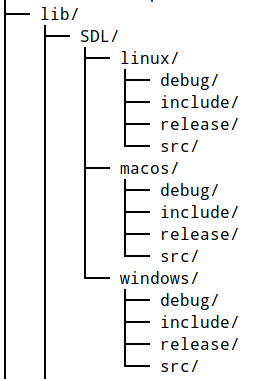 lib/
SDL/
linux/
debug/
include/
release/
src/
macos/
debug/
include/
release/
src/
windows/
debug/
include/
release/
src/